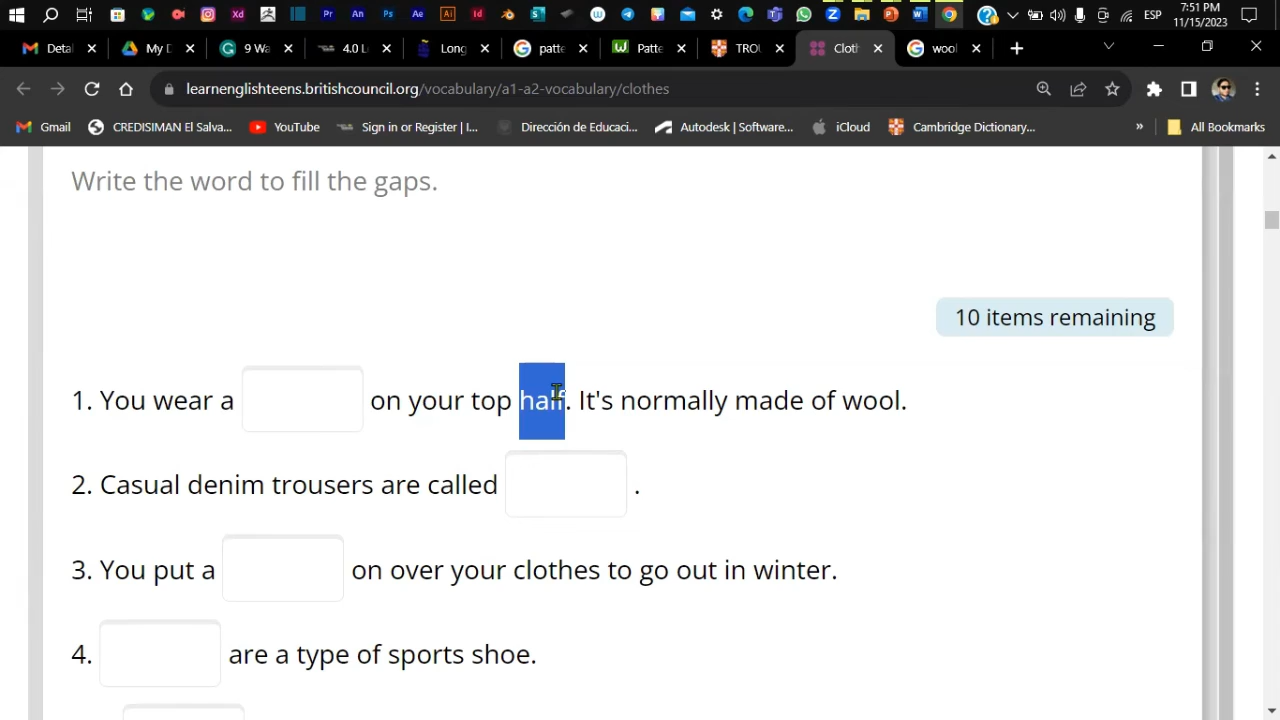 7:51 PM
ESP
11/15/2023
Detai
My D
9 Wa
4.0 L
Long
patte
Patte
TROU
Cloth
wool
learnenglishteens.britishcouncil.org/vocabulary/a1-a2-vocabulary/clothes
Gmail
CREDISIMAN El Salva...
YouTube
Sign in or Register | I...
Dirección de Educaci...
Autodesk | Software...
iCloud
Cambridge Dictionary...
»
All Bookmarks
Write the word to fill the gaps.
10 items remaining
1. You wear a on your top half. It's normally made of wool.
2. Casual denim trousers are called .
3. You put a on over your clothes to go out in winter.
4. are a type of sports shoe.